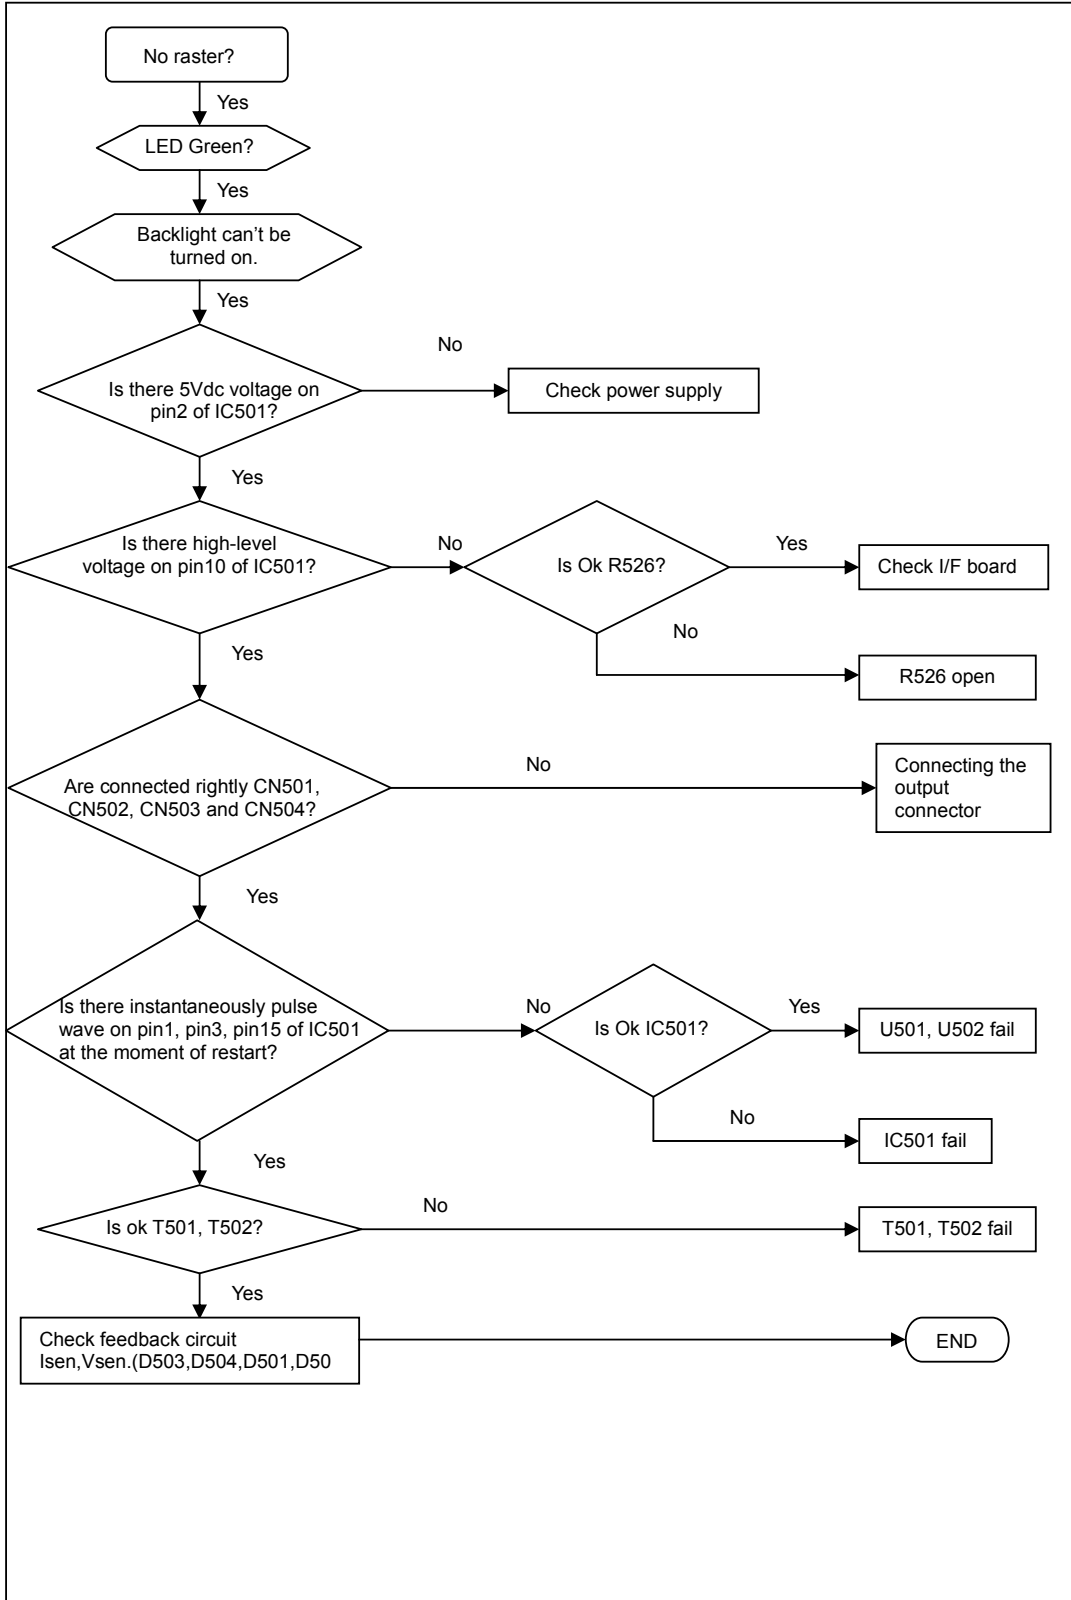 No raster?
Yes
LED Green?
Yes
Backlight can't be
turned on.
Yes
No
Is there 5Vdc voltage on
pin2 of IC501?
Check power supply
Yes
Is there high-level
voltage on pin10 of IC501?
No
Is Ok R526?
Yes
Check I/F board
No
R526 open
Yes
Are connected rightly CN501,
CN502, CN503 and CN504?
No
Connecting the
output
connector
Yes
Is there instantaneously pulse
wave on pin1, pin3, pin15 of IC501
at the moment of restart?
No
Is Ok IC501?
Yes
U501, U502 fail
No
IC501 fail
Yes
Is ok T501, T502?
No
T501, T502 fail
Yes
Check feedback circuit
Isen,Vsen.(D503,D504,D501,D50
END